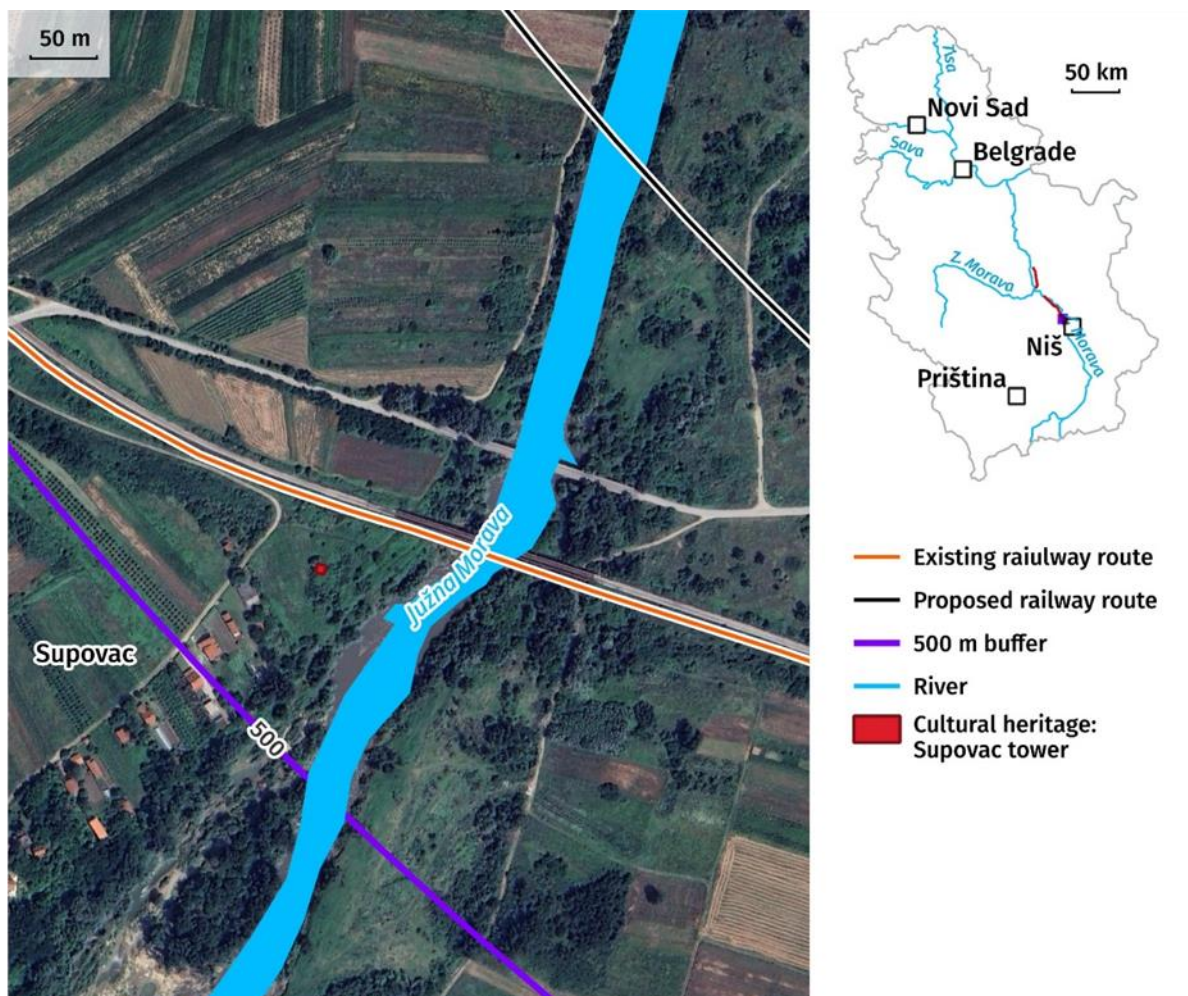 50 m
Supovac
500
Južna Morava
50 km
Tisa
Novi Sad
Sava
Belgrade
Z. Morava
Niš
Morava
Priština
Existing raiulway route
Proposed railway route
500 m buffer
River
Cultural heritage:
Supovac tower